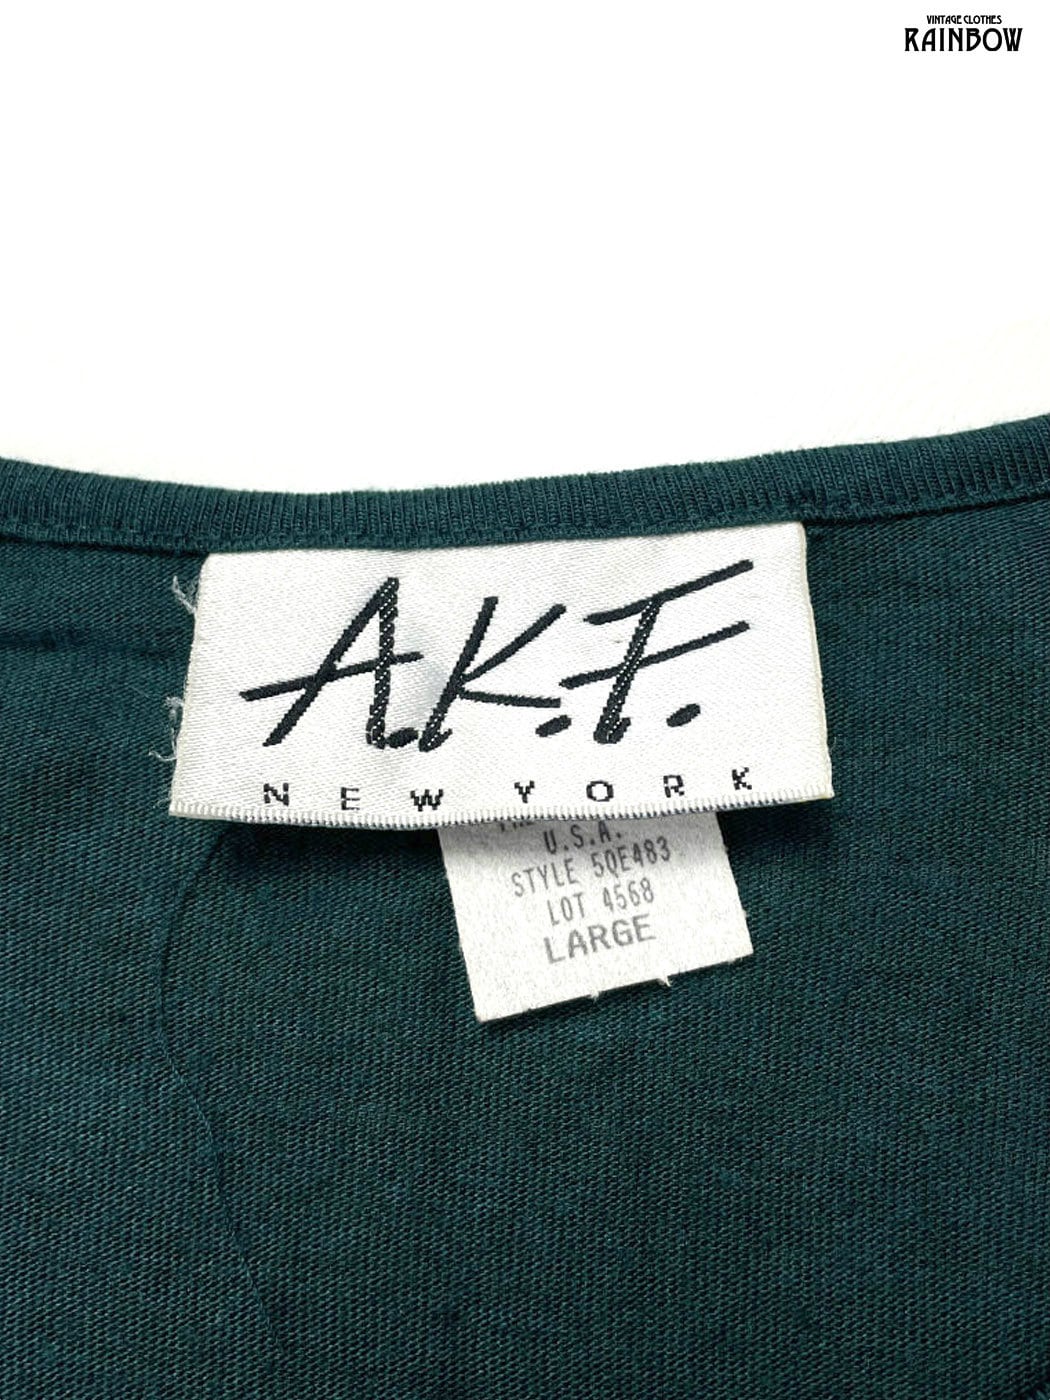 VINTAGE CLOTHES
RAINBOW
A.K.F.
NEW YORK
U.S.A.
STYLE 5QE483
LOT 4568
LARGE